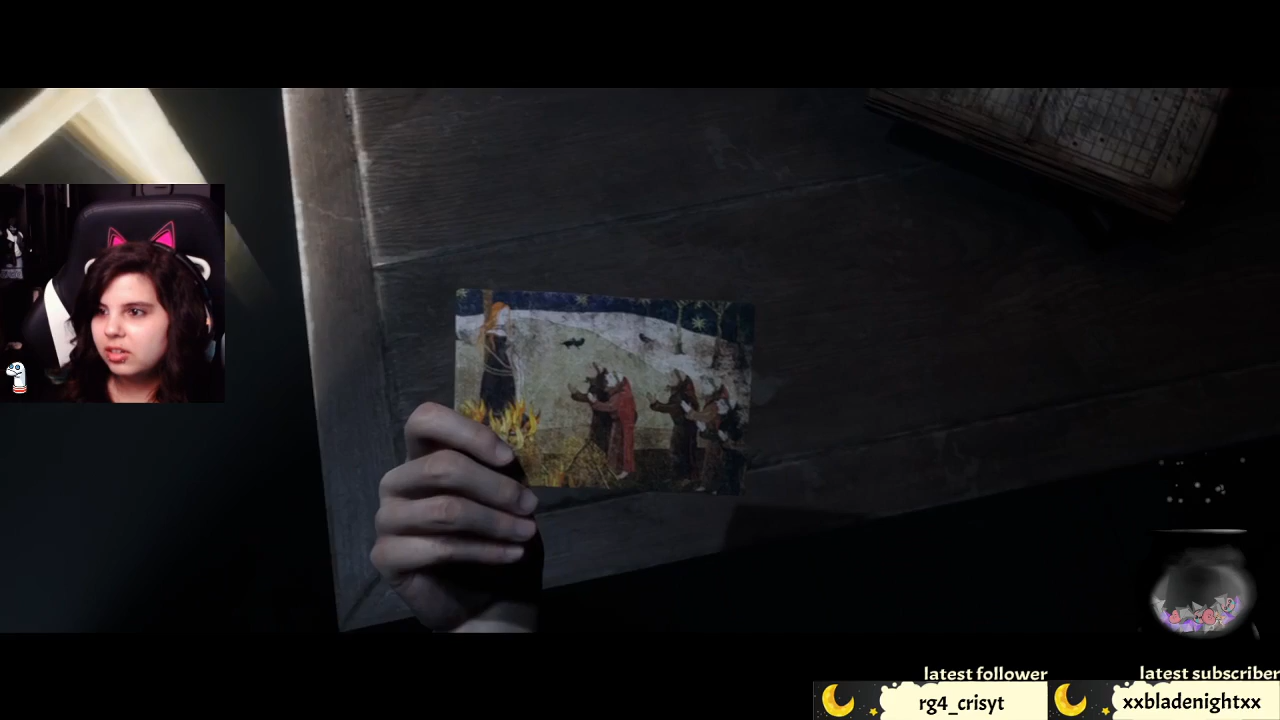 latest follower
rg4_crisyt
latest subscriber
xxbladenightxx